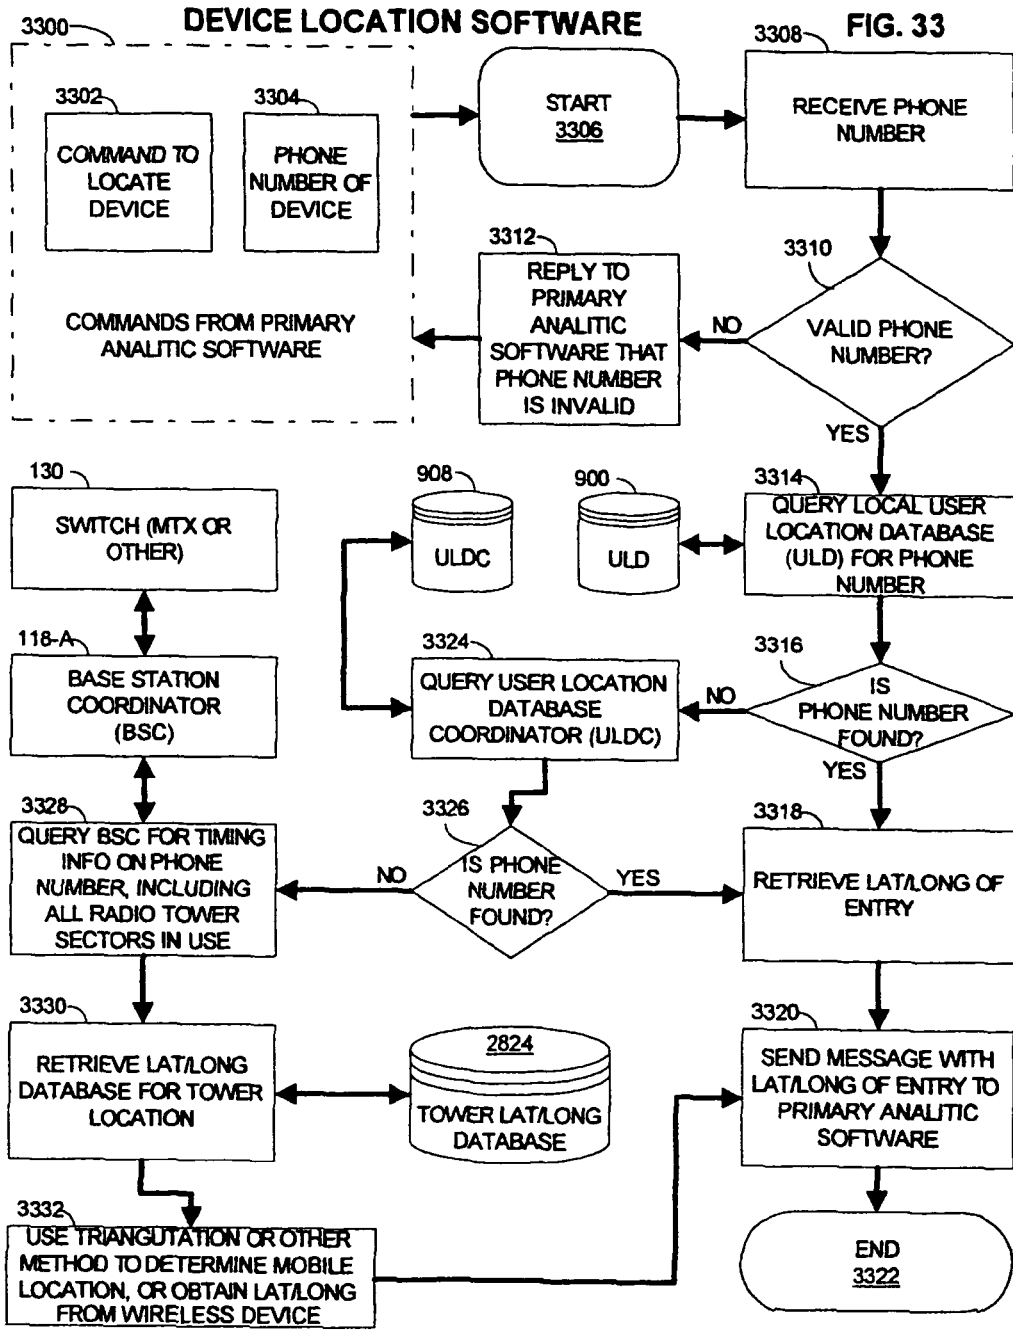 DEVICE LOCATION SOFTWARE
FIG. 33
3300
3302
COMMAND TO
LOCATE
DEVICE
3304
PHONE
NUMBER OF
DEVICE
COMMANDS FROM PRIMARY
ANALITIC SOFTWARE
START
3306
3308
RECEIVE PHONE
NUMBER
3310
VALID PHONE
NUMBER?
NO
YES
3312
REPLY TO
PRIMARY
ANALITIC
SOFTWARE THAT
PHONE NUMBER
IS INVALID
130
SWITCH (MTX OR
OTHER)
908
ULDC
900
ULD
3314
QUERY LOCAL USER
LOCATION DATABASE
(ULD) FOR PHONE
NUMBER
118-A
BASE STATION
COORDINATOR
(BSC)
3324
QUERY USER LOCATION
DATABASE
COORDINATOR (ULDC)
3316
IS
PHONE NUMBER
FOUND?
NO
YES
3328
QUERY BSC FOR TIMING
INFO ON PHONE
NUMBER, INCLUDING
ALL RADIO TOWER
SECTORS IN USE
3326
IS PHONE
NUMBER
FOUND?
NO
YES
3318
RETRIEVE LAT/LONG OF
ENTRY
3330
RETRIEVE LAT/LONG
DATABASE FOR TOWER
LOCATION
2824
TOWER LAT/LONG
DATABASE
3320
SEND MESSAGE WITH
LAT/LONG OF ENTRY TO
PRIMARY ANALITIC
SOFTWARE
3332
USE TRIANGUTATION OR OTHER
METHOD TO DETERMINE MOBILE
LOCATION, OR OBTAIN LAT/LONG
FROM WIRELESS DEVICE
END
3322